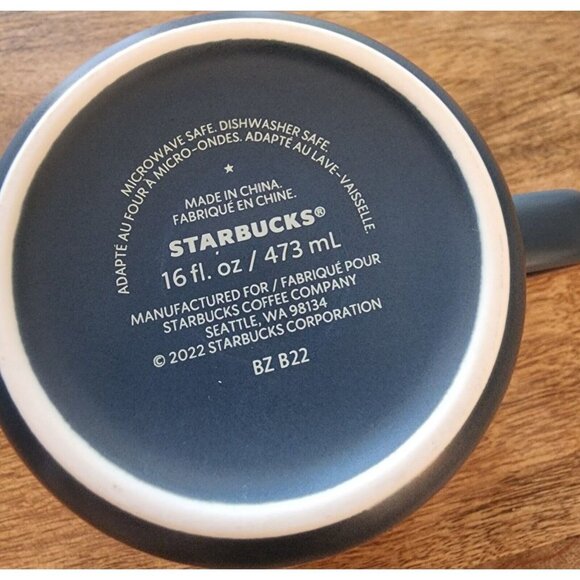 MICROWAVE SAFE. DISHWASHER SAFE.
ADAPTÉ AU FOUR À MICRO-ONDES. ADAPTÉ AU LAVE-VAISSELLE.
MADE IN CHINA.
FABRIQUÉ EN CHINE.
STARBUCKS®
16 fl. oz / 473 mL
MANUFACTURED FOR / FABRIQUÉ POUR
STARBUCKS COFFEE COMPANY
SEATTLE, WA 98134
© 2022 STARBUCKS CORPORATION
BZ B22